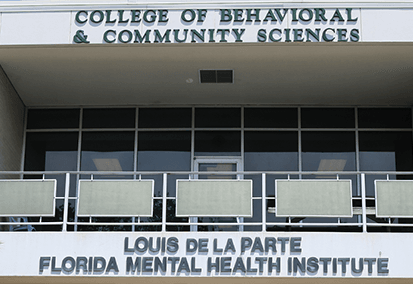 COLLEGE OF BEHAVIORAL
& COMMUNITY SCIENCES
LOUIS DE LA PARTE
FLORIDA MENTAL HEALTH INSTITUTE